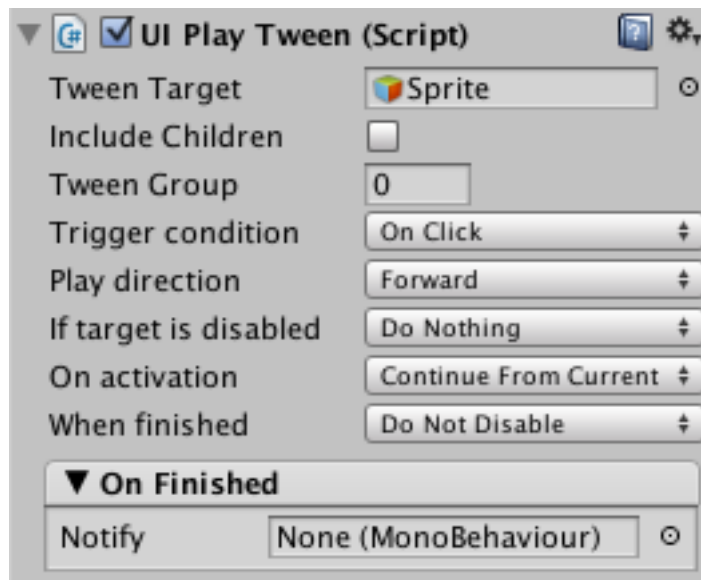 UI Play Tween (Script)
Tween Target Sprite
Include Children
Tween Group 0
Trigger condition On Click
Play direction Forward
If target is disabled Do Nothing
On activation Continue From Current
When finished Do Not Disable
On Finished
Notify None (MonoBehaviour)